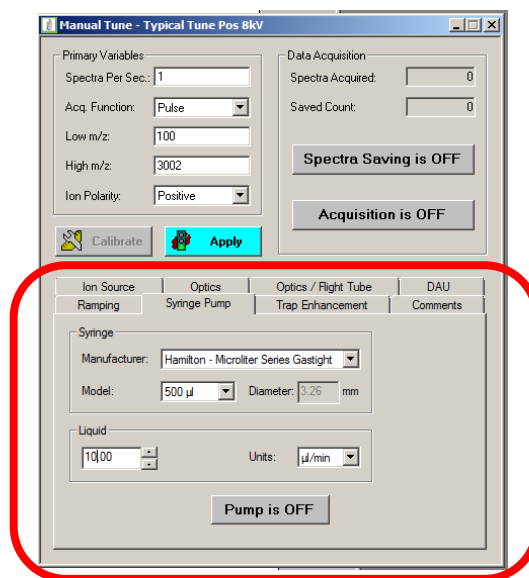 Manual Tune - Typical Tune Pos 8kV
Primary Variables
Spectra Per Sec.: 1
Acq. Function: Pulse
Low m/z: 100
High m/z: 3002
Ion Polarity: Positive
Calibrate Apply
Data Acquisition
Spectra Acquired: 0
Saved Count: 0
Spectra Saving is OFF
Acquisition is OFF
Ion Source Optics Optics / Flight Tube DAU
Ramping Syringe Pump Trap Enhancement Comments
Syringe
Manufacturer: Hamilton - Microliter Series Gastight
Model: 500 µl Diameter: 3.26 mm
Liquid
10.00 Units: µl/min
Pump is OFF